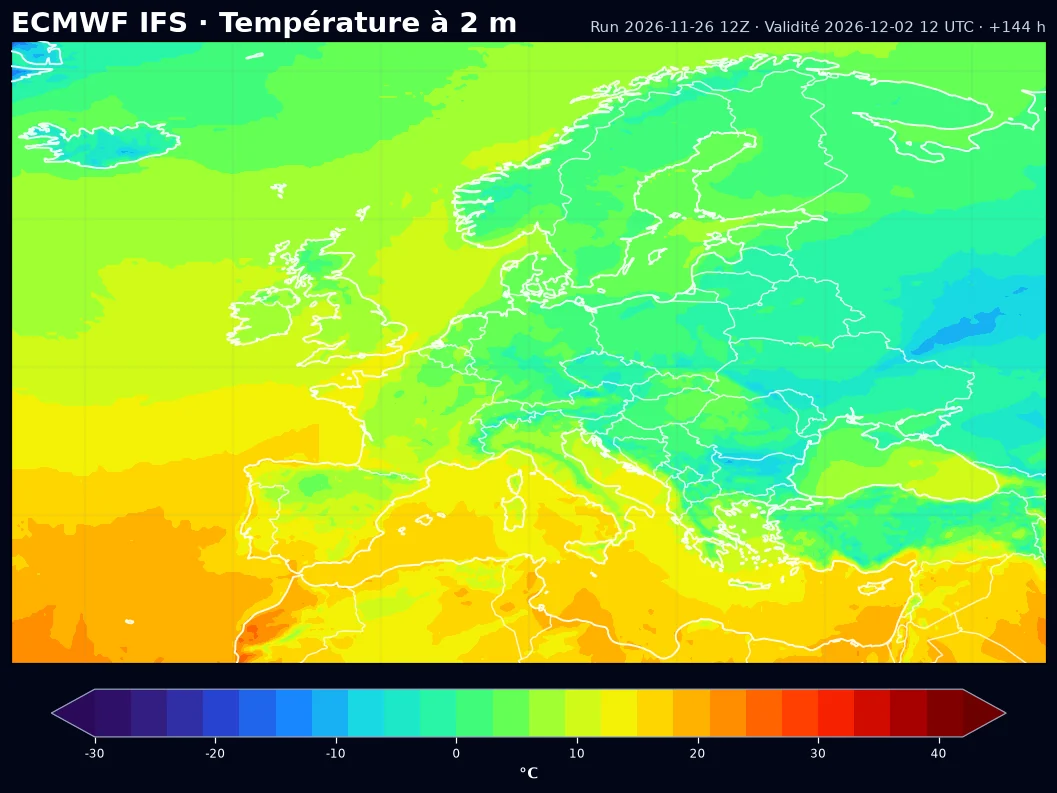 ECMWF IFS · Température à 2 m
Run 2026-11-26 12Z · Validité 2026-12-02 12 UTC · +144 h
-30 -20 -10 0 10 20 30 40
°C